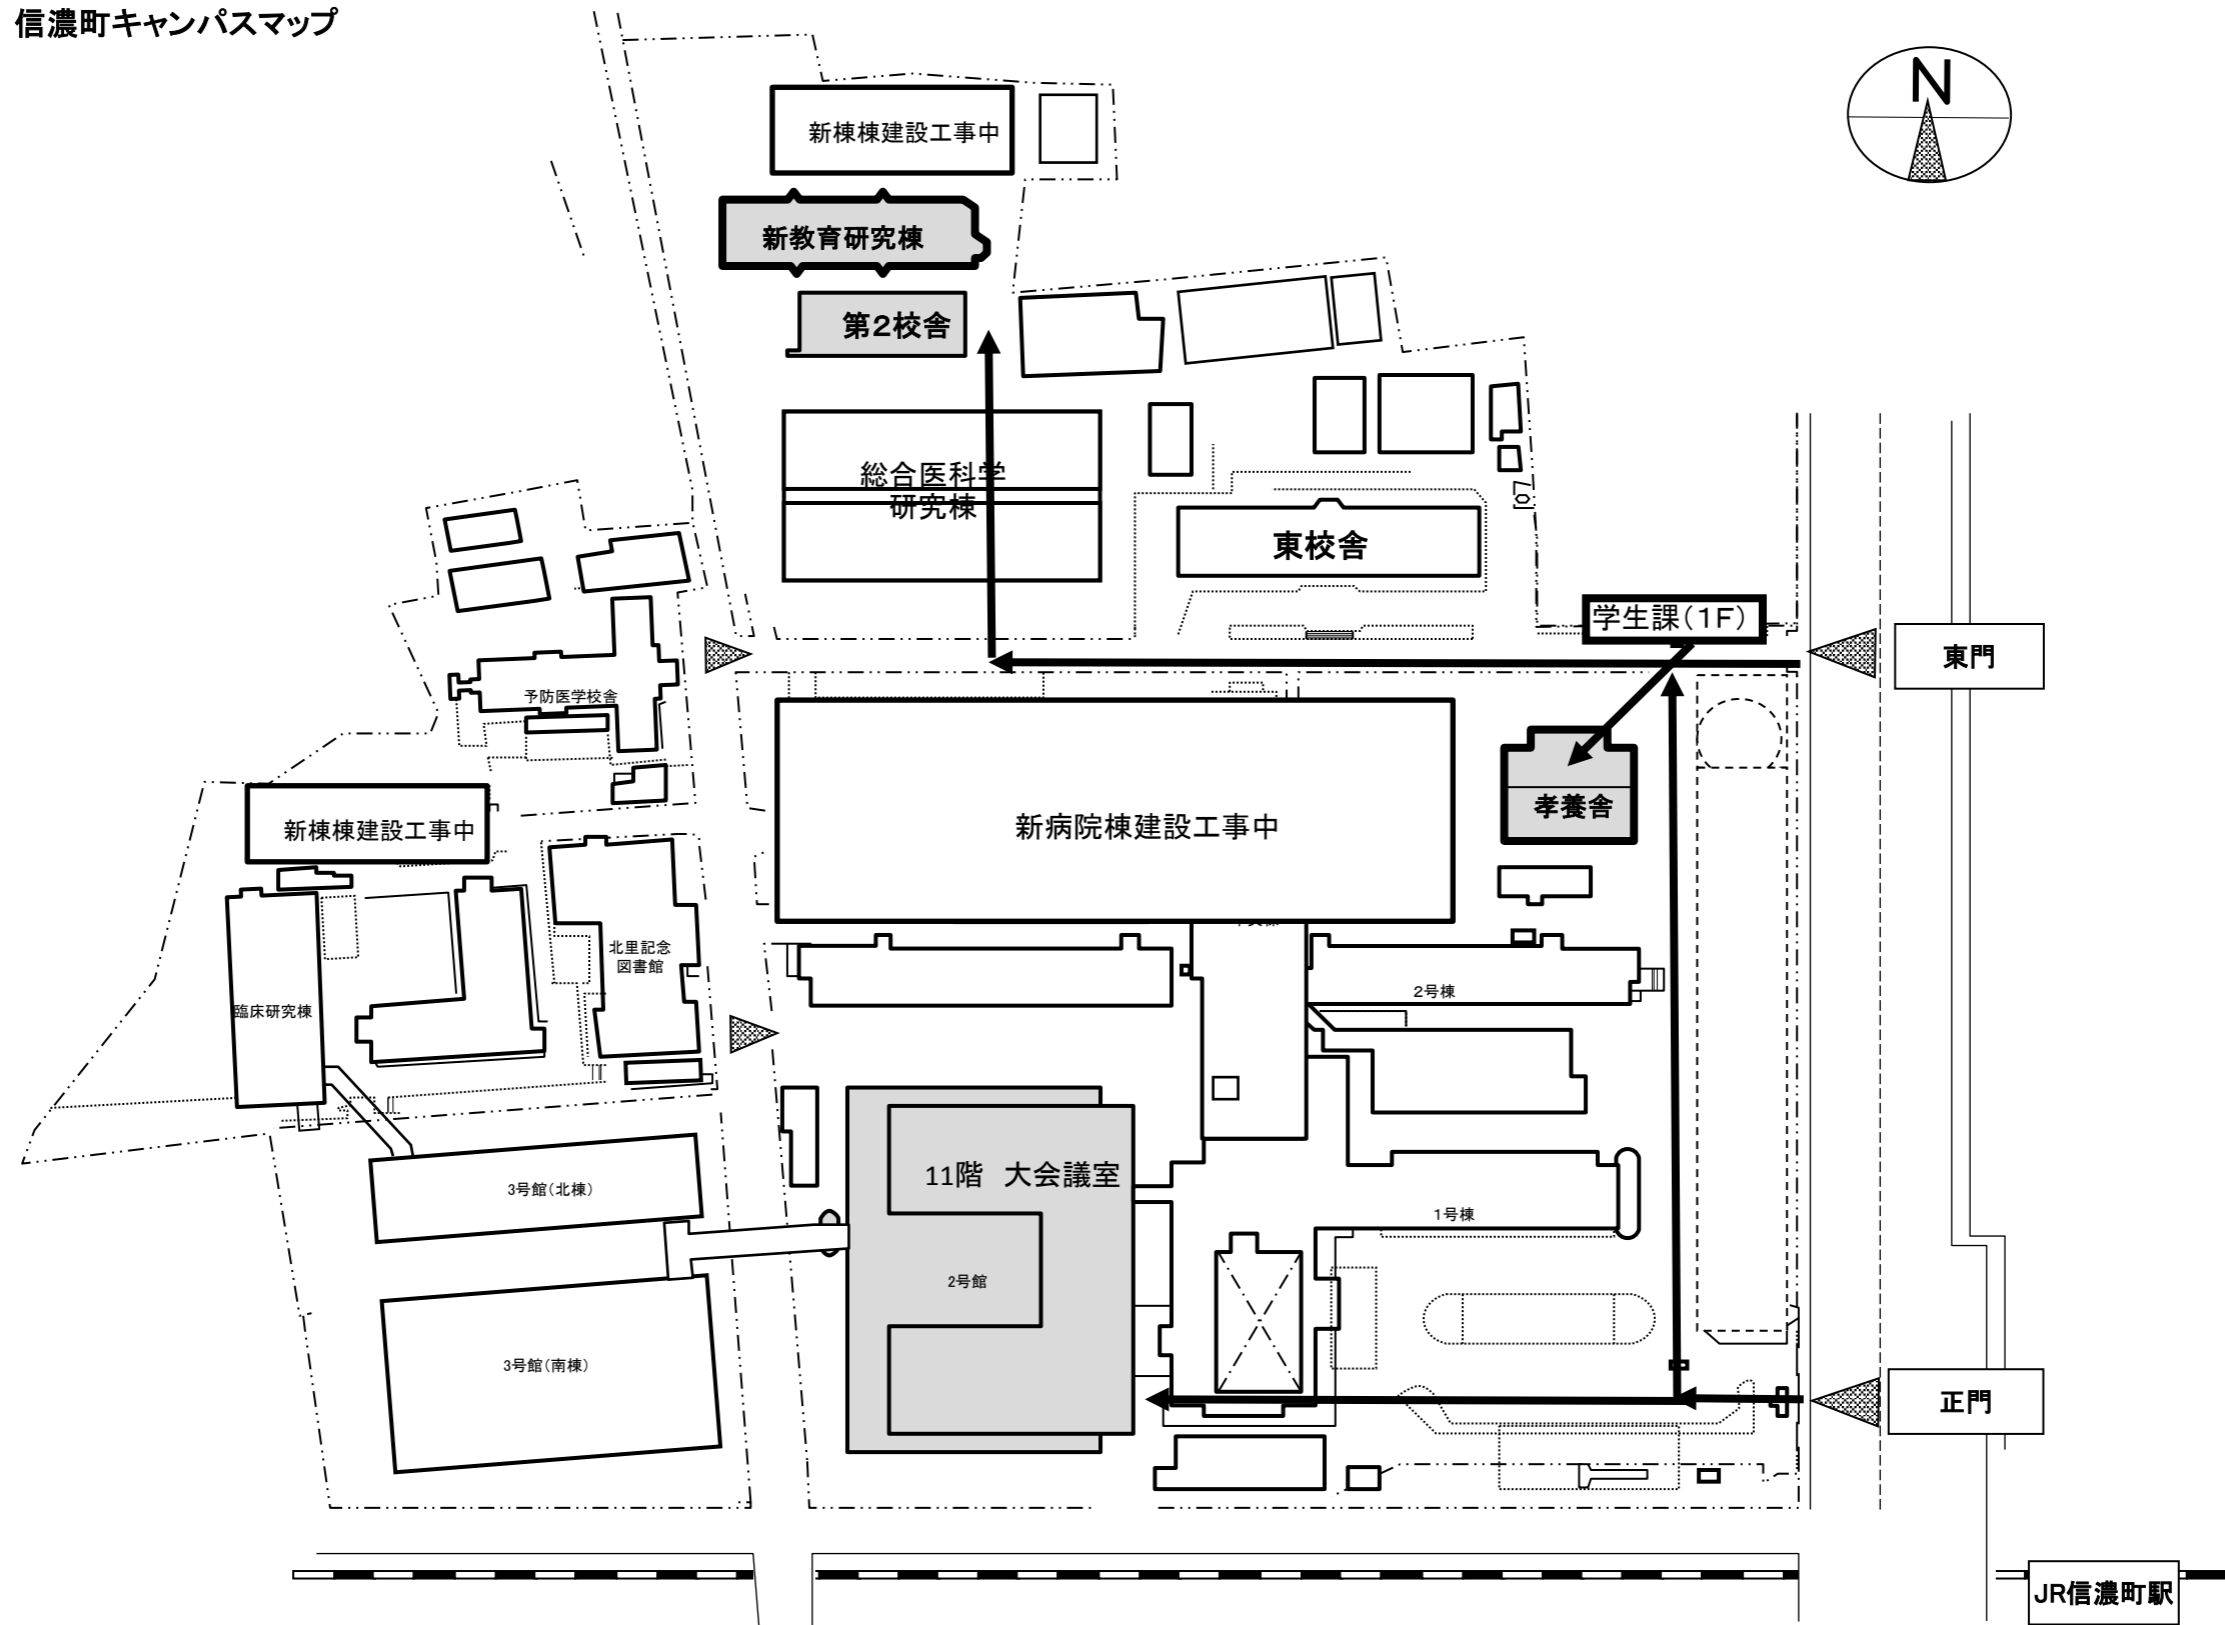 信濃町キャンパスマップ
N
新棟棟建設工事中
新教育研究棟
第2校舎
総合医科学
研究棟
東校舎
学生課(1F)
東門
予防医学校舎
新棟棟建設工事中
新病院棟建設工事中
孝養舎
北里記念
図書館
臨床研究棟
2号棟
11階 大会議室
3号館(北棟)
1号棟
2号館
3号館(南棟)
正門
JR信濃町駅